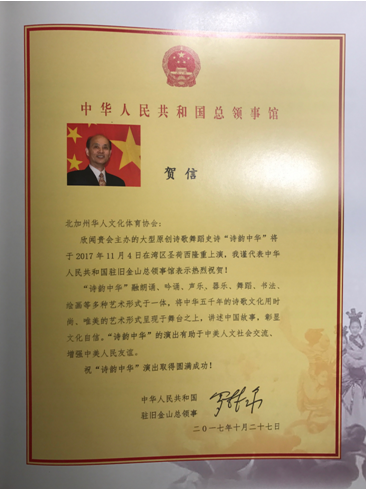 中华人民共和国总领事馆
贺信
北加州华人文化体育协会:
欣闻贵会主办的大型原创诗歌舞蹈史诗“诗韵中华”将
于2017年11月4日在湾区圣荷西隆重上演,我谨代表中华
人民共和国驻旧金山总领事馆表示热烈祝贺!
“诗韵中华”融朗诵、吟诵、声乐、器乐、舞蹈、书法、
绘画等多种艺术形式于一体,将中华五千年的诗歌文化用时
尚、唯美的艺术形式呈现于舞台之上,讲述中国故事,彰显
文化自信。“诗韵中华”的演出有助于中美人文社会交流、
增强中美人民友谊。
祝“诗韵中华”演出取得圆满成功!
中华人民共和国
驻旧金山总领事
二〇一七年十月二十七日